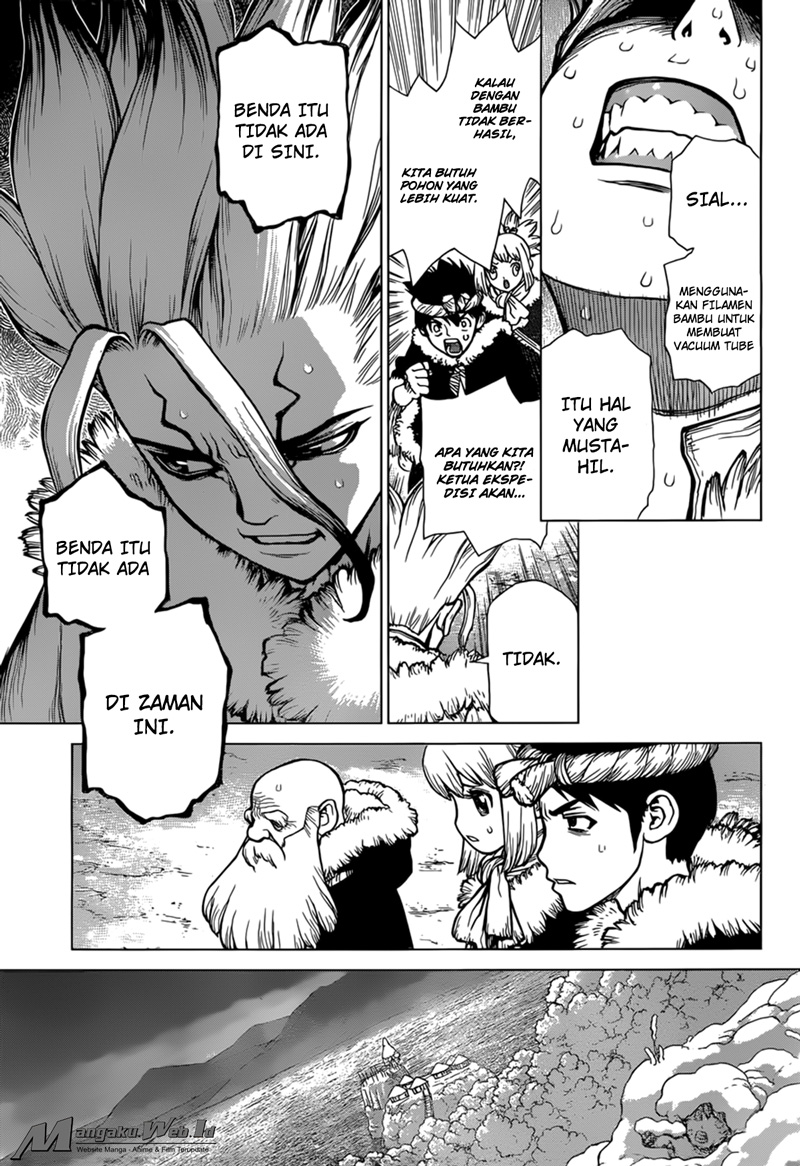 SIAL...
MENGGUNA-
KAN FILAMEN
BAMBU UNTUK
MEMBUAT
VACUUM TUBE
ITU HAL
YANG
MUSTA-
HIL.
KALAU
DENGAN
BAMBU
TIDAK BER-
HASIL,
KITA BUTUH
POHON YANG
LEBIH KUAT.
APA YANG KITA
BUTUHKAN?!
KETUA EKSPE-
DISI AKAN...
TIDAK.
BENDA ITU
TIDAK ADA
DI SINI.
BENDA ITU
TIDAK ADA
DI ZAMAN
INI.
Mangaku.Web.Id
Website Manga - Anime & Film Terupdate